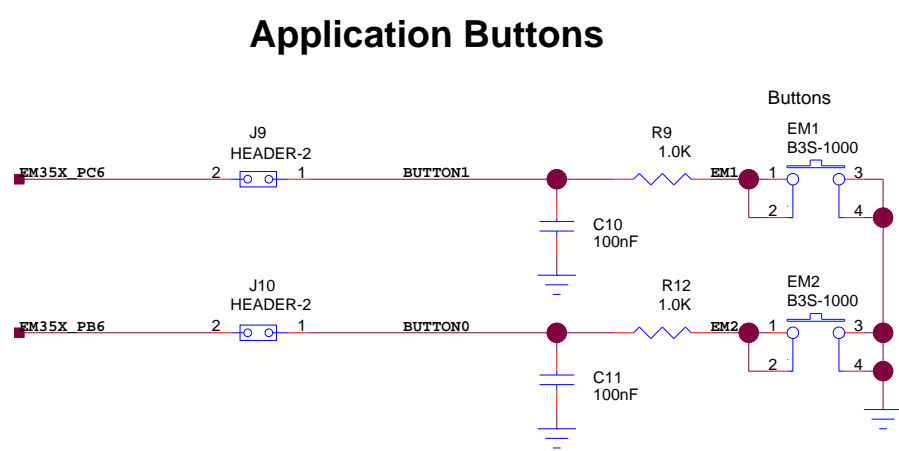 Application Buttons
Buttons
J9
HEADER-2
R9
1.0K
EM1
B3S-1000
EM35X_PC6
2
1
BUTTON1
EM1
1
3
2
4
C10
100nF
J10
HEADER-2
R12
1.0K
EM2
B3S-1000
EM35X_PB6
2
1
BUTTON0
EM2
1
3
2
4
C11
100nF